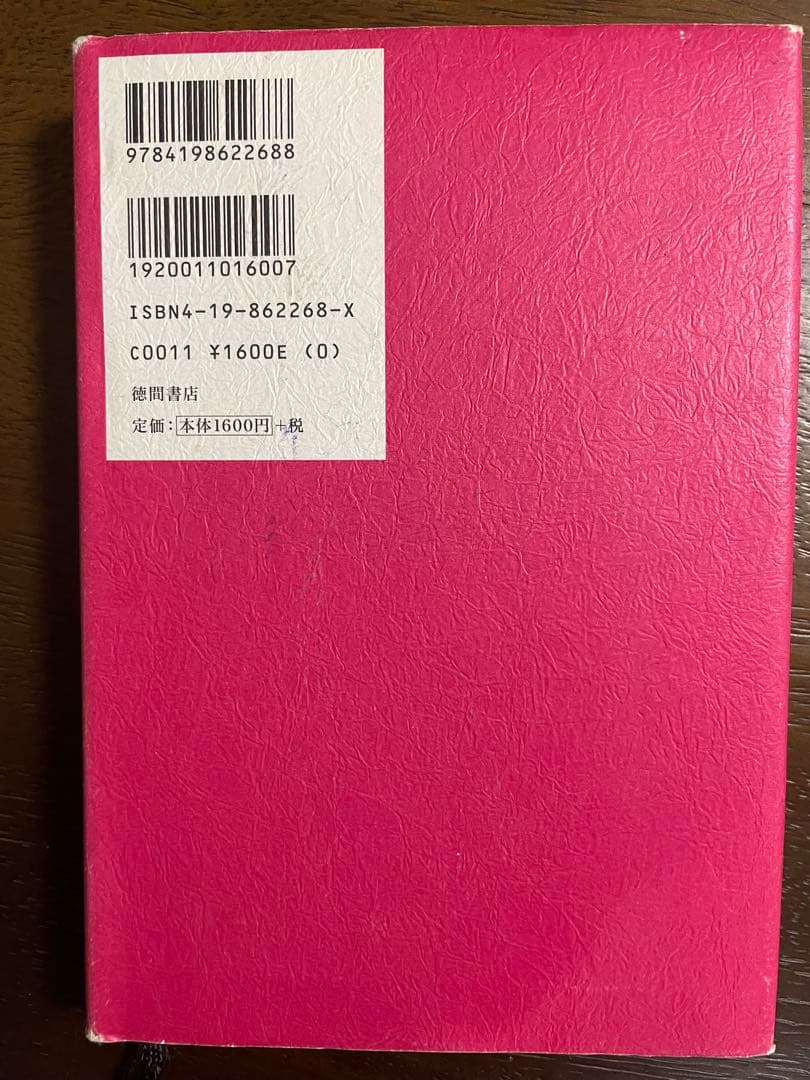 9784198622688
1920011016007
ISBN4-19-862268-X
C0011 ¥1600E (0)
徳間書店
定価：本体1600円+税